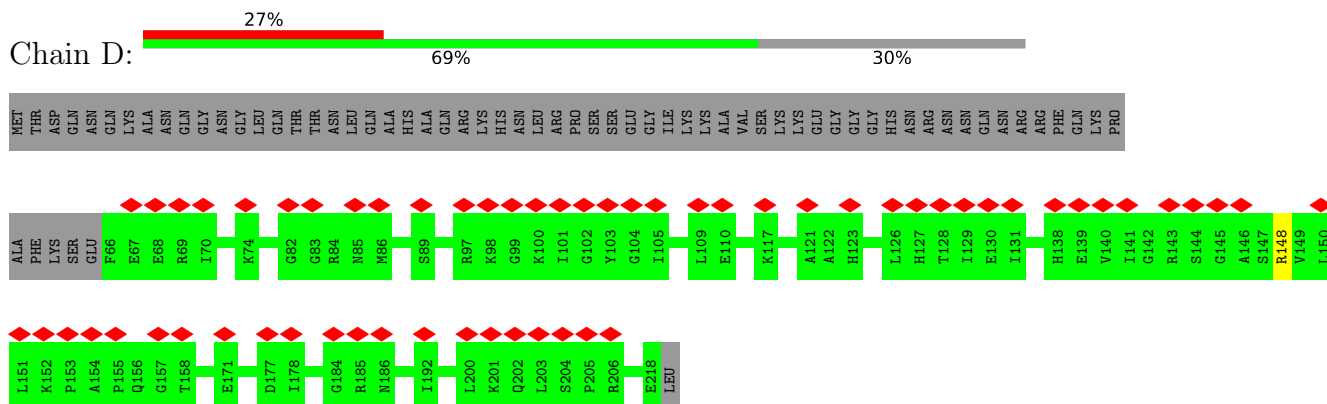 27%
Chain D:
69% 30%
MET THR ASP GLN ASN GLN LYS ALA ASN GLN GLY ASN GLY LEU GLN THR THR ASN LEU GLN ALA HIS ALA GLN ARG LYS HIS ASN LEU ARG PRO SER SER GLU GLY ILE LYS LYS ALA VAL SER LYS LYS GLU GLY GLY GLY HIS ASN ARG ASN ASN GLN ASN ARG ARG PHE GLN LYS PRO
ALA PHE LYS SER GLU F66 E67 E68 R69 I70 K74 G82 G83 R84 N85 M86 S89 R97 K98 G99 K100 I101 G102 Y103 G104 I105 L109 E110 K117 A121 A122 H123 L126 H127 T128 I129 E130 I131 H138 E139 V140 I141 G142 R143 S144 G145 A146 S147 R148 V149 L150
L151 K152 P153 A154 P155 Q156 G157 T158 E171 D177 I178 G184 R185 N186 I192 L200 K201 Q202 L203 S204 P205 R206 E218 LEU